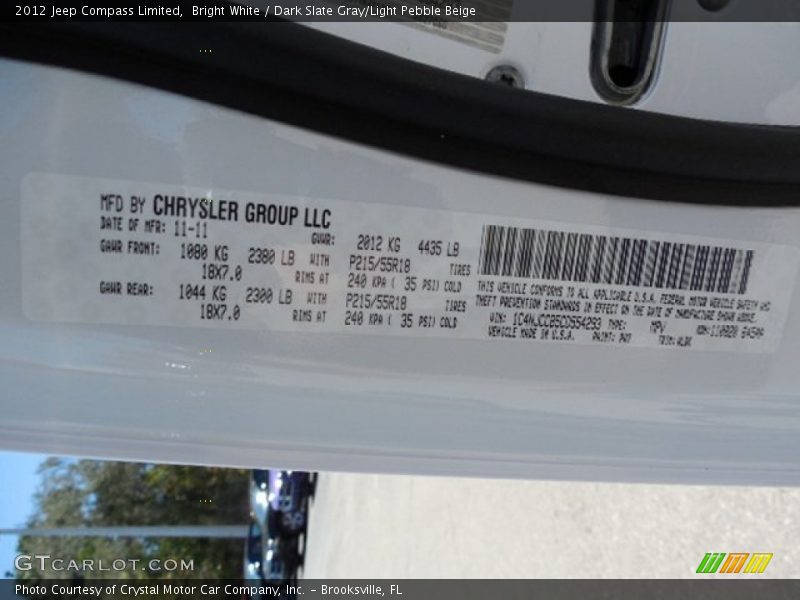 2012 Jeep Compass Limited, Bright White / Dark Slate Gray/Light Pebble Beige
MFD BY CHRYSLER GROUP LLC
DATE OF MFR: 11-11 GVWR: 2012 KG 4435 LB
GAWR FRONT: 1080 KG 2380 LB WITH P215/55R18 TIRES
18X7.0 RIMS AT 240 KPA ( 35 PSI) COLD
GAWR REAR: 1044 KG 2300 LB WITH P215/55R18 TIRES
18X7.0 RIMS AT 240 KPA ( 35 PSI) COLD
THIS VEHICLE CONFORMS TO ALL APPLICABLE U.S.A. FEDERAL MOTOR VEHICLE SAFETY AND
THEFT PREVENTION STANDARDS IN EFFECT ON THE DATE OF MANUFACTURE SHOWN ABOVE.
VIN: 1C4NJCCB5CD554293 TYPE: MPV
VEHICLE MADE IN U.S.A. PAINT: PW7 TRIM:
GTCARLOT.COM
Photo Courtesy of Crystal Motor Car Company, Inc. – Brooksville, FL